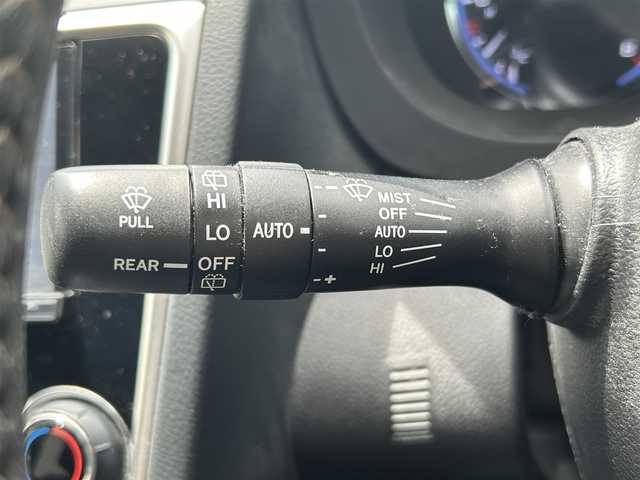 PULL
REAR
HI
LO
OFF
AUTO
- +
MIST
OFF
AUTO
LO
HI